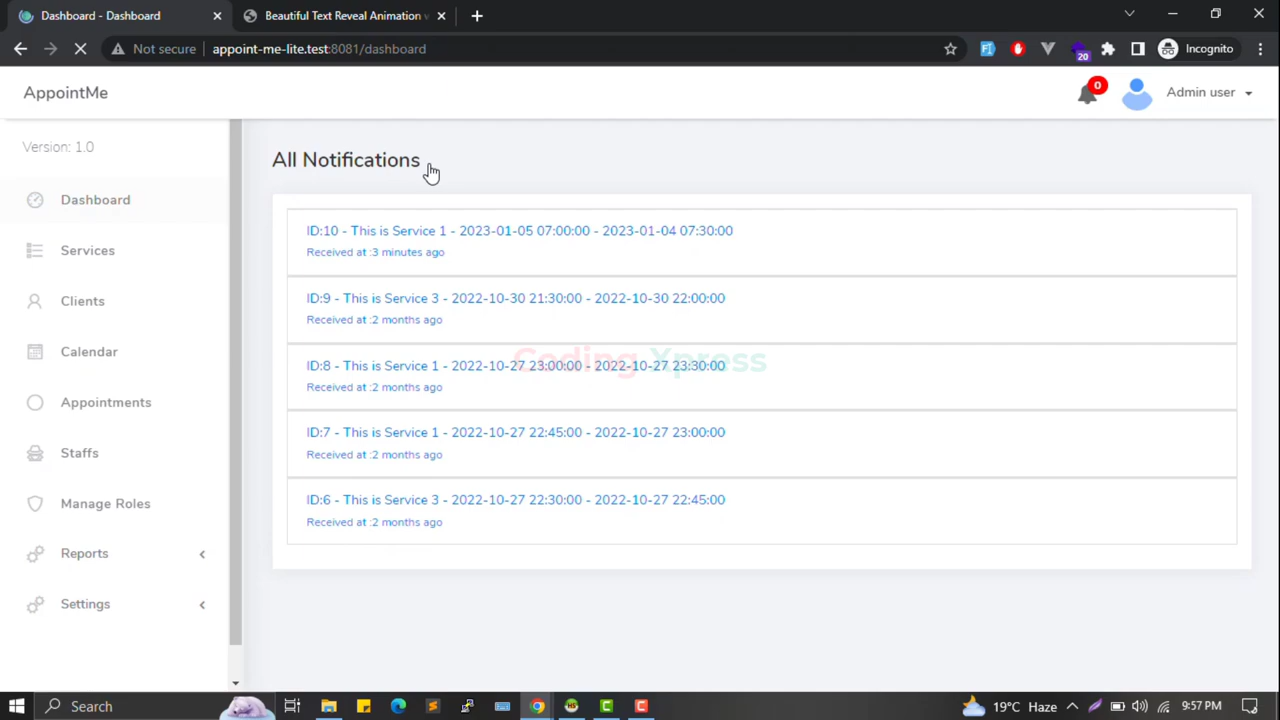 Dashboard - Dashboard
Beautiful Text Reveal Animation
Not secure
appoint-me-lite.test:8081/dashboard
20
Incognito
AppointMe
0
Admin user
Version: 1.0
Dashboard
Services
Clients
Calendar
Appointments
Staffs
Manage Roles
Reports
Settings
All Notifications
ID:10 - This is Service 1 - 2023-01-05 07:00:00 - 2023-01-04 07:30:00
Received at :3 minutes ago
ID:9 - This is Service 3 - 2022-10-30 21:30:00 - 2022-10-30 22:00:00
Received at :2 months ago
Coding Xpress
ID:8 - This is Service 1 - 2022-10-27 23:00:00 - 2022-10-27 23:30:00
Received at :2 months ago
ID:7 - This is Service 1 - 2022-10-27 22:45:00 - 2022-10-27 23:00:00
Received at :2 months ago
ID:6 - This is Service 3 - 2022-10-27 22:30:00 - 2022-10-27 22:45:00
Received at :2 months ago
Search
19°C Haze
9:57 PM